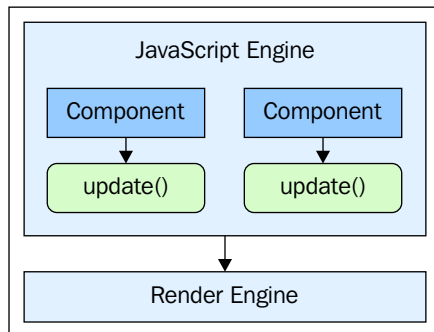 JavaScript Engine
Component Component
update() update()
Render Engine